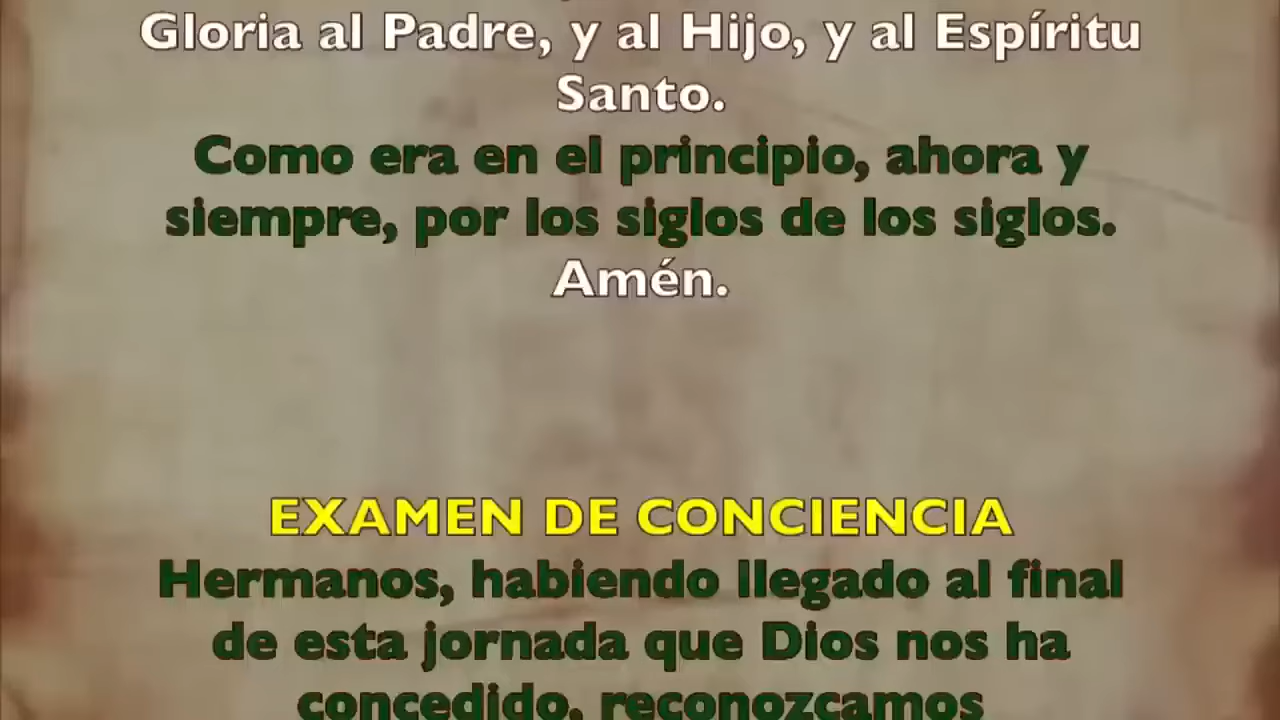 Gloria al Padre, y al Hijo, y al Espíritu
Santo.
Como era en el principio, ahora y
siempre, por los siglos de los siglos.
Amén.
EXAMEN DE CONCIENCIA
Hermanos, habiendo llegado al final
de esta jornada que Dios nos ha
concedido, reconozcamos